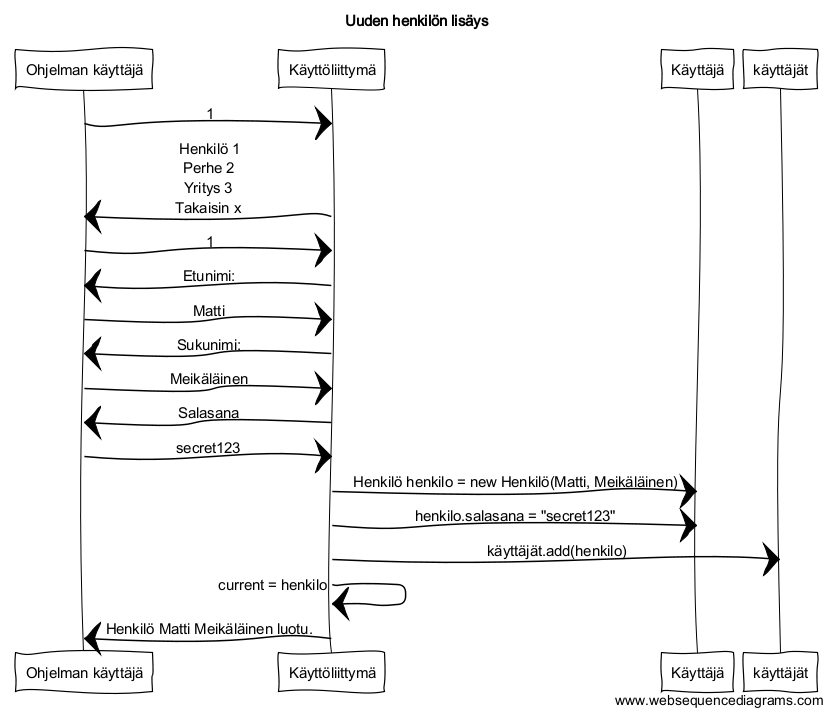 Uuden henkilön lisäys
Ohjelman käyttäjä
Käyttöliittymä
Käyttäjä
käyttäjät
1
Henkilö 1
Perhe 2
Yritys 3
Takaisin x
1
Etunimi:
Matti
Sukunimi:
Meikäläinen
Salasana
secret123
Henkilö henkilo = new Henkilö(Matti, Meikäläinen)
henkilo.salasana = "secret123"
käyttäjät.add(henkilo)
current = henkilo
Henkilö Matti Meikäläinen luotu.
Ohjelman käyttäjä
Käyttöliittymä
Käyttäjä
käyttäjät
www.websequencediagrams.com